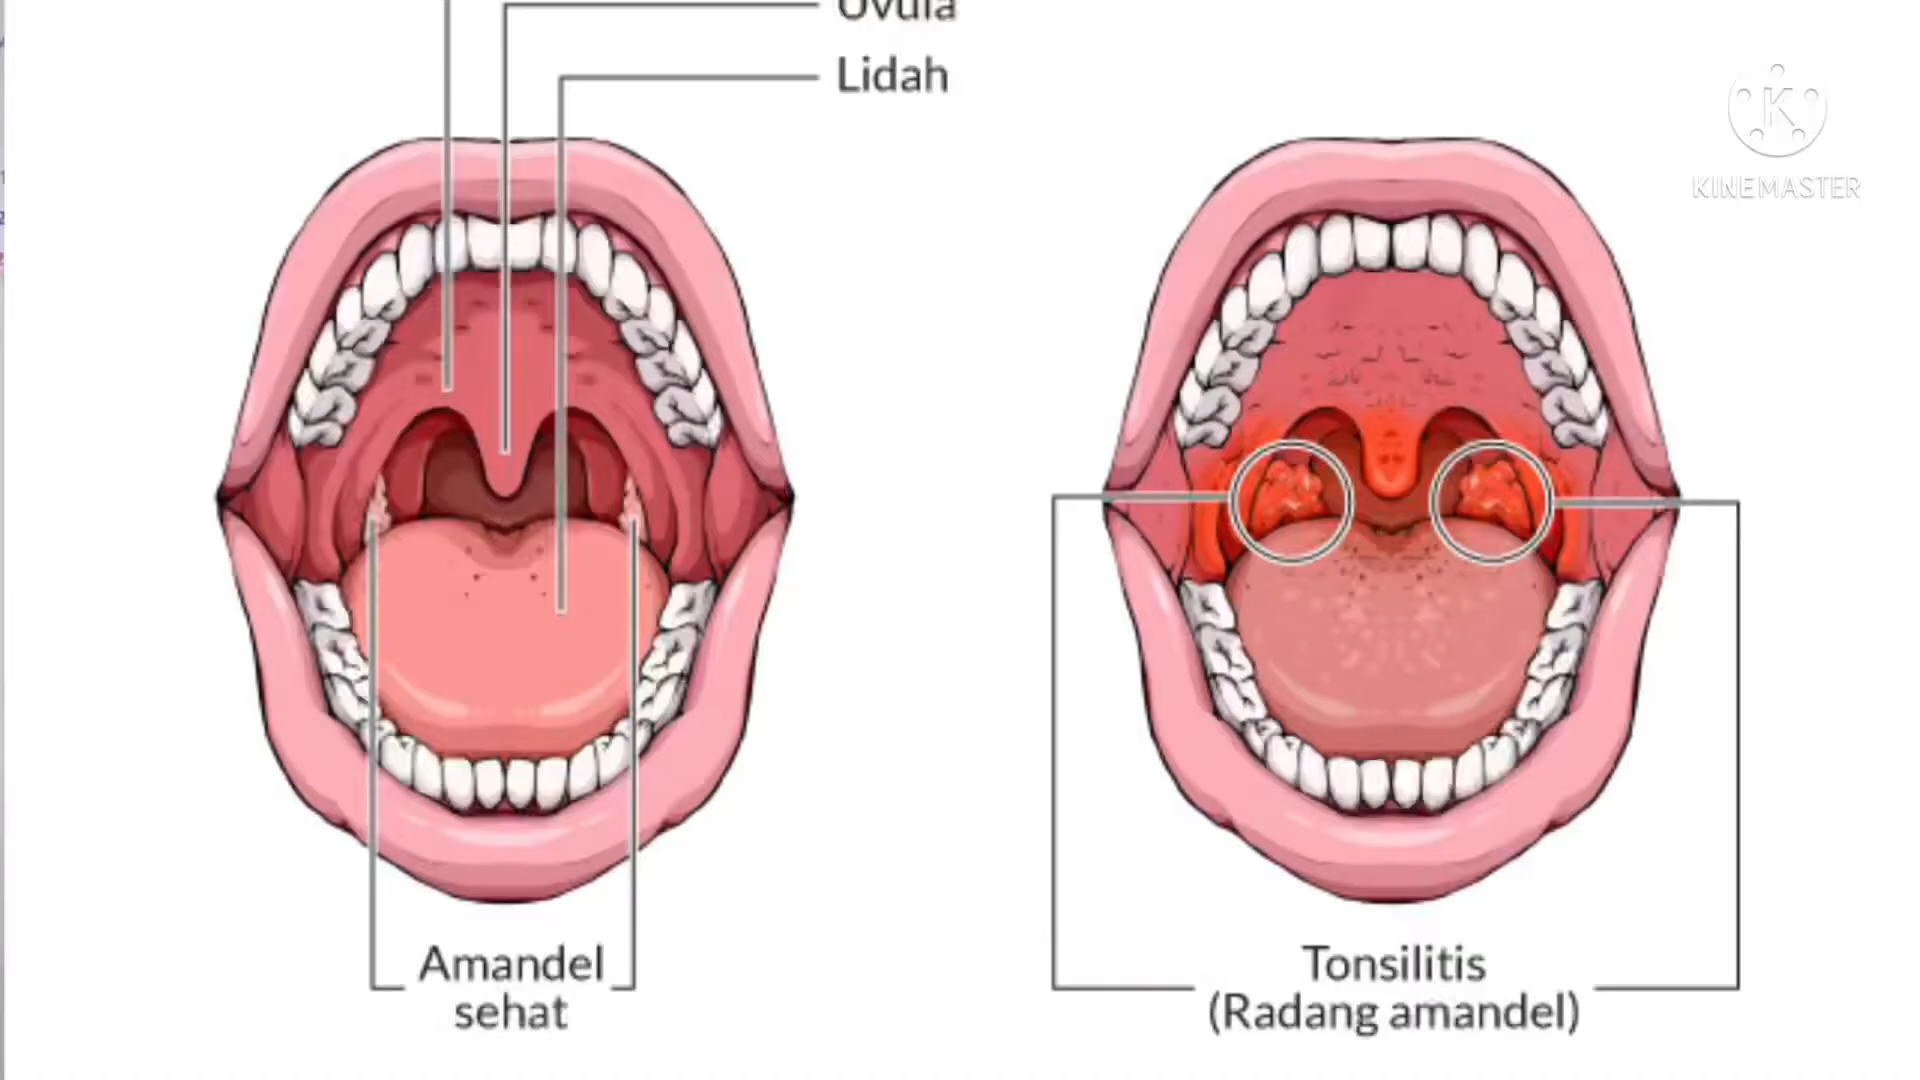 Uvula
Lidah
KINEMASTER
Amandel
sehat
Tonsilitis
(Radang amandel)